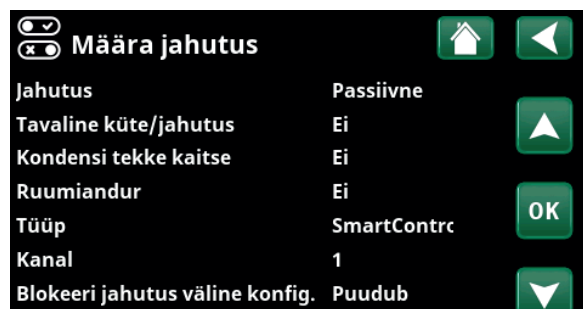 Määra jahutus
Jahutus Passiivne
Tavaline küte/jahutus Ei
Kondensi tekke kaitse Ei
Ruumiandur Ei
Tüüp SmartContrc
Kanal 1
Blokeeri jahutus väline konfig. Puudub
OK